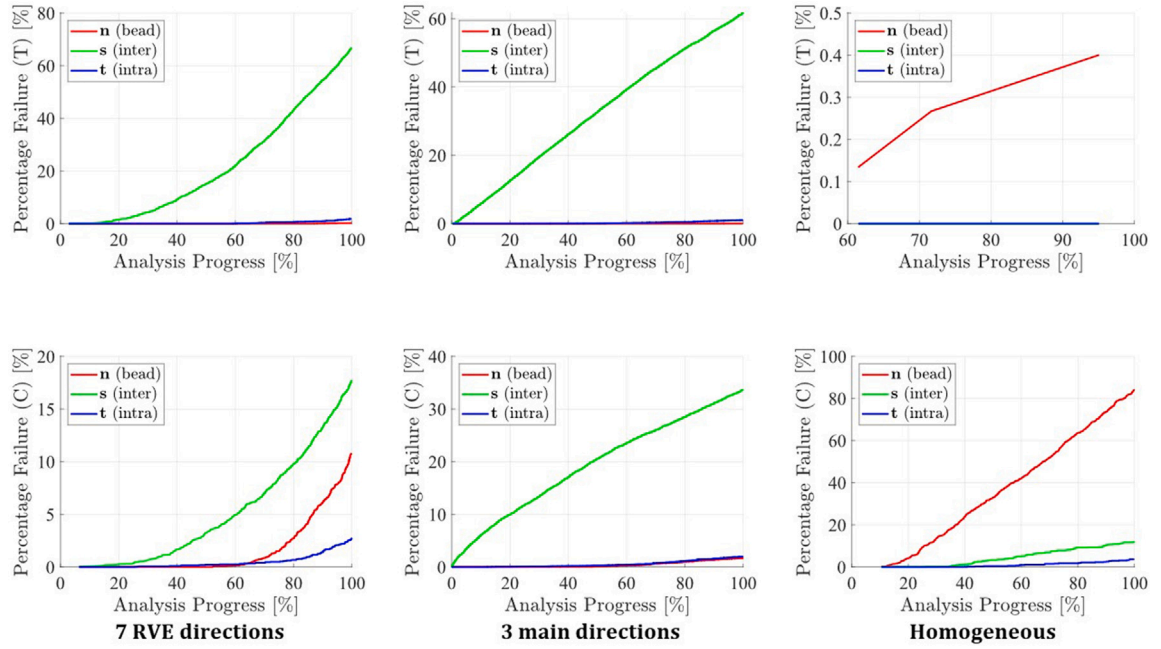 Percentage Failure (T) [%]
80
60
40
20
0
n (bead)
s (inter)
t (intra)
0 20 40 60 80 100
Analysis Progress [%]
Percentage Failure (T) [%]
60
40
20
0
n (bead)
s (inter)
t (intra)
0 20 40 60 80 100
Analysis Progress [%]
Percentage Failure (T) [%]
0.5
0.4
0.3
0.2
0.1
0
n (bead)
s (inter)
t (intra)
60 70 80 90 100
Analysis Progress [%]
Percentage Failure (C) [%]
20
15
10
5
0
n (bead)
s (inter)
t (intra)
0 20 40 60 80 100
Analysis Progress [%]
7 RVE directions
Percentage Failure (C) [%]
40
30
20
10
0
n (bead)
s (inter)
t (intra)
0 20 40 60 80 100
Analysis Progress [%]
3 main directions
Percentage Failure (C) [%]
100
80
60
40
20
0
n (bead)
s (inter)
t (intra)
0 20 40 60 80 100
Analysis Progress [%]
Homogeneous